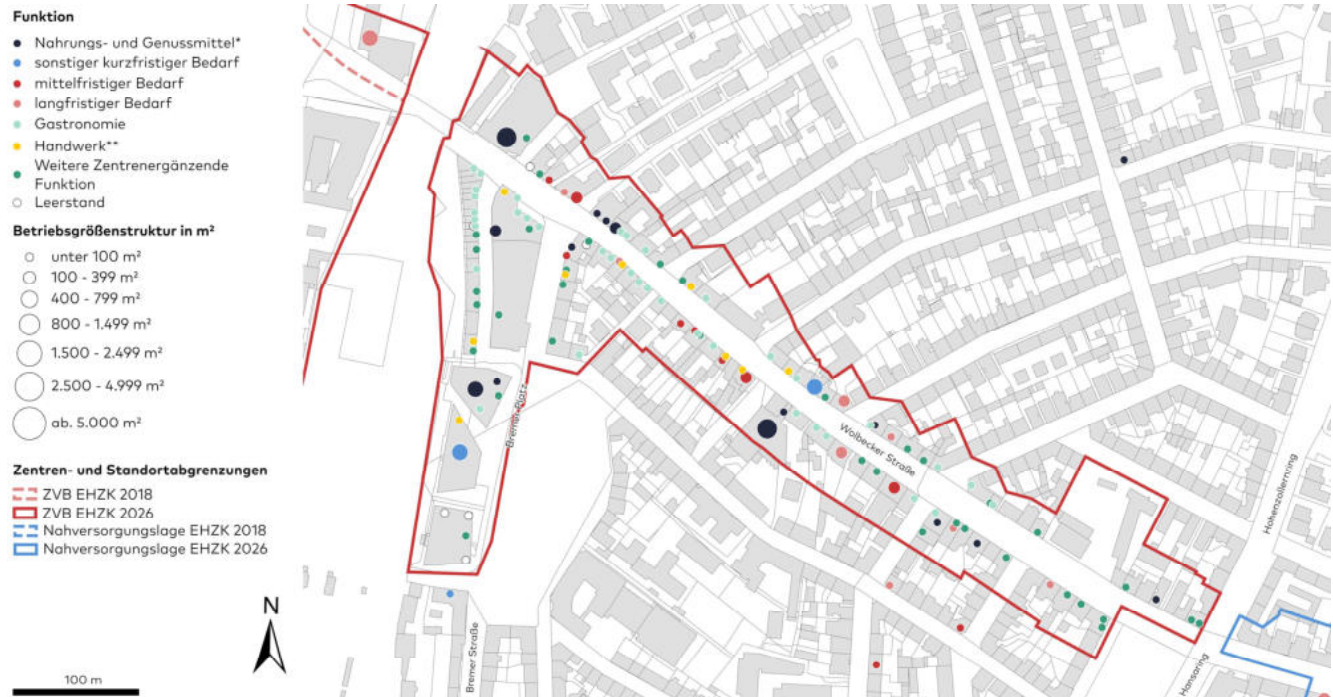 Funktion
Nahrungs- und Genussmittel*
sonstiger kurzfristiger Bedarf
mittelfristiger Bedarf
langfristiger Bedarf
Gastronomie
Handwerk**
Weitere Zentrenergänzende
Funktion
Leerstand
Betriebsgrößenstruktur in m²
unter 100 m²
100 - 399 m²
400 - 799 m²
800 - 1.499 m²
1.500 - 2.499 m²
2.500 - 4.999 m²
ab. 5.000 m²
Zentren- und Standortabgrenzungen
ZVB EHZK 2018
ZVB EHZK 2026
Nahversorgungslage EHZK 2018
Nahversorgungslage EHZK 2026
N
100 m
Bremer Platz
Wolbecker Straße
Hohenzollernring
Bremer Straße
Hansaring